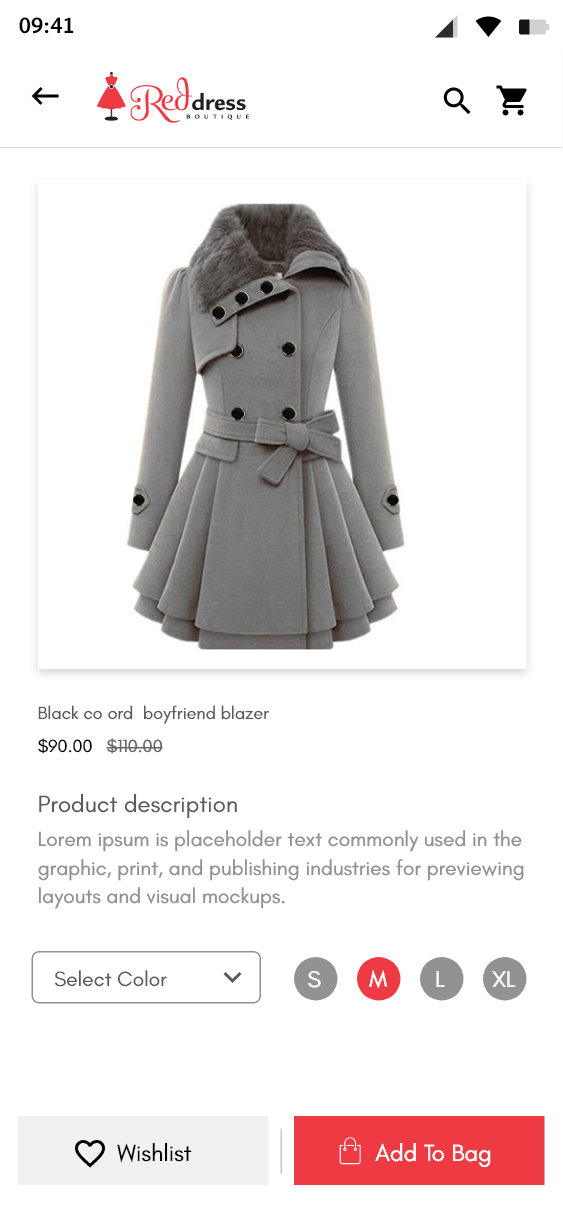 09:41
Red dress
BOUTIQUE
Black co ord boyfriend blazer
$90.00 $110.00
Product description
Lorem ipsum is placeholder text commonly used in the
graphic, print, and publishing industries for previewing
layouts and visual mockups.
Select Color S M L XL
Wishlist Add To Bag